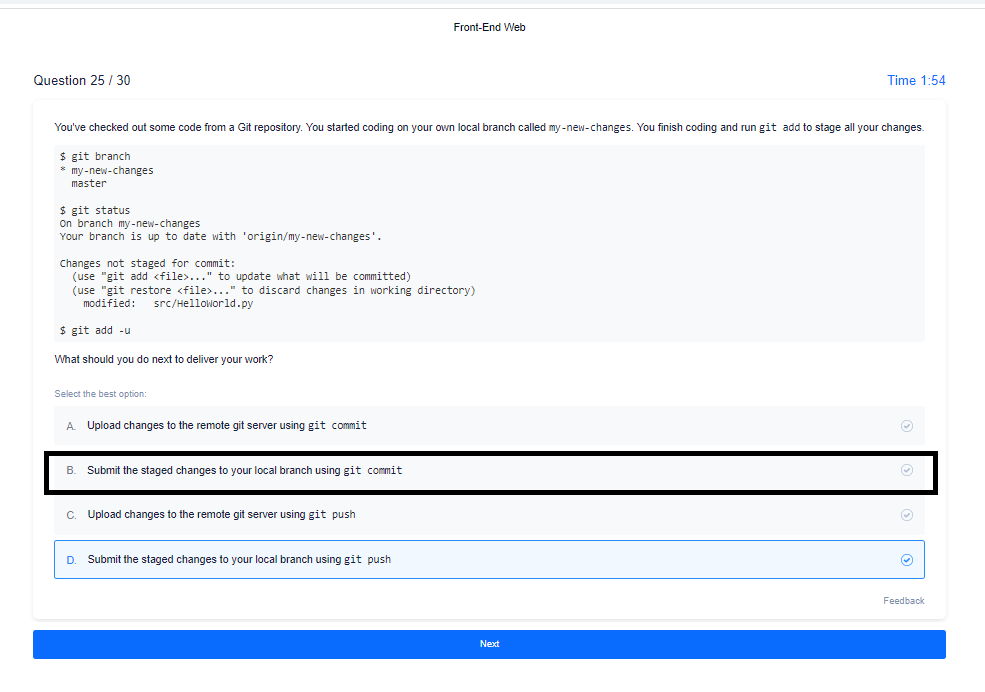 Front-End Web
Question 25 / 30
Time 1:54
You've checked out some code from a Git repository. You started coding on your own local branch called my-new-changes. You finish coding and run git add to stage all your changes.
$ git branch
* my-new-changes
master
$ git status
On branch my-new-changes
Your branch is up to date with 'origin/my-new-changes'.
Changes not staged for commit:
(use "git add <file>..." to update what will be committed)
(use "git restore <file>..." to discard changes in working directory)
modified: src/HelloWorld.py
$ git add -u
What should you do next to deliver your work?
Select the best option:
A. Upload changes to the remote git server using git commit
B. Submit the staged changes to your local branch using git commit
C. Upload changes to the remote git server using git push
D. Submit the staged changes to your local branch using git push
Feedback
Next